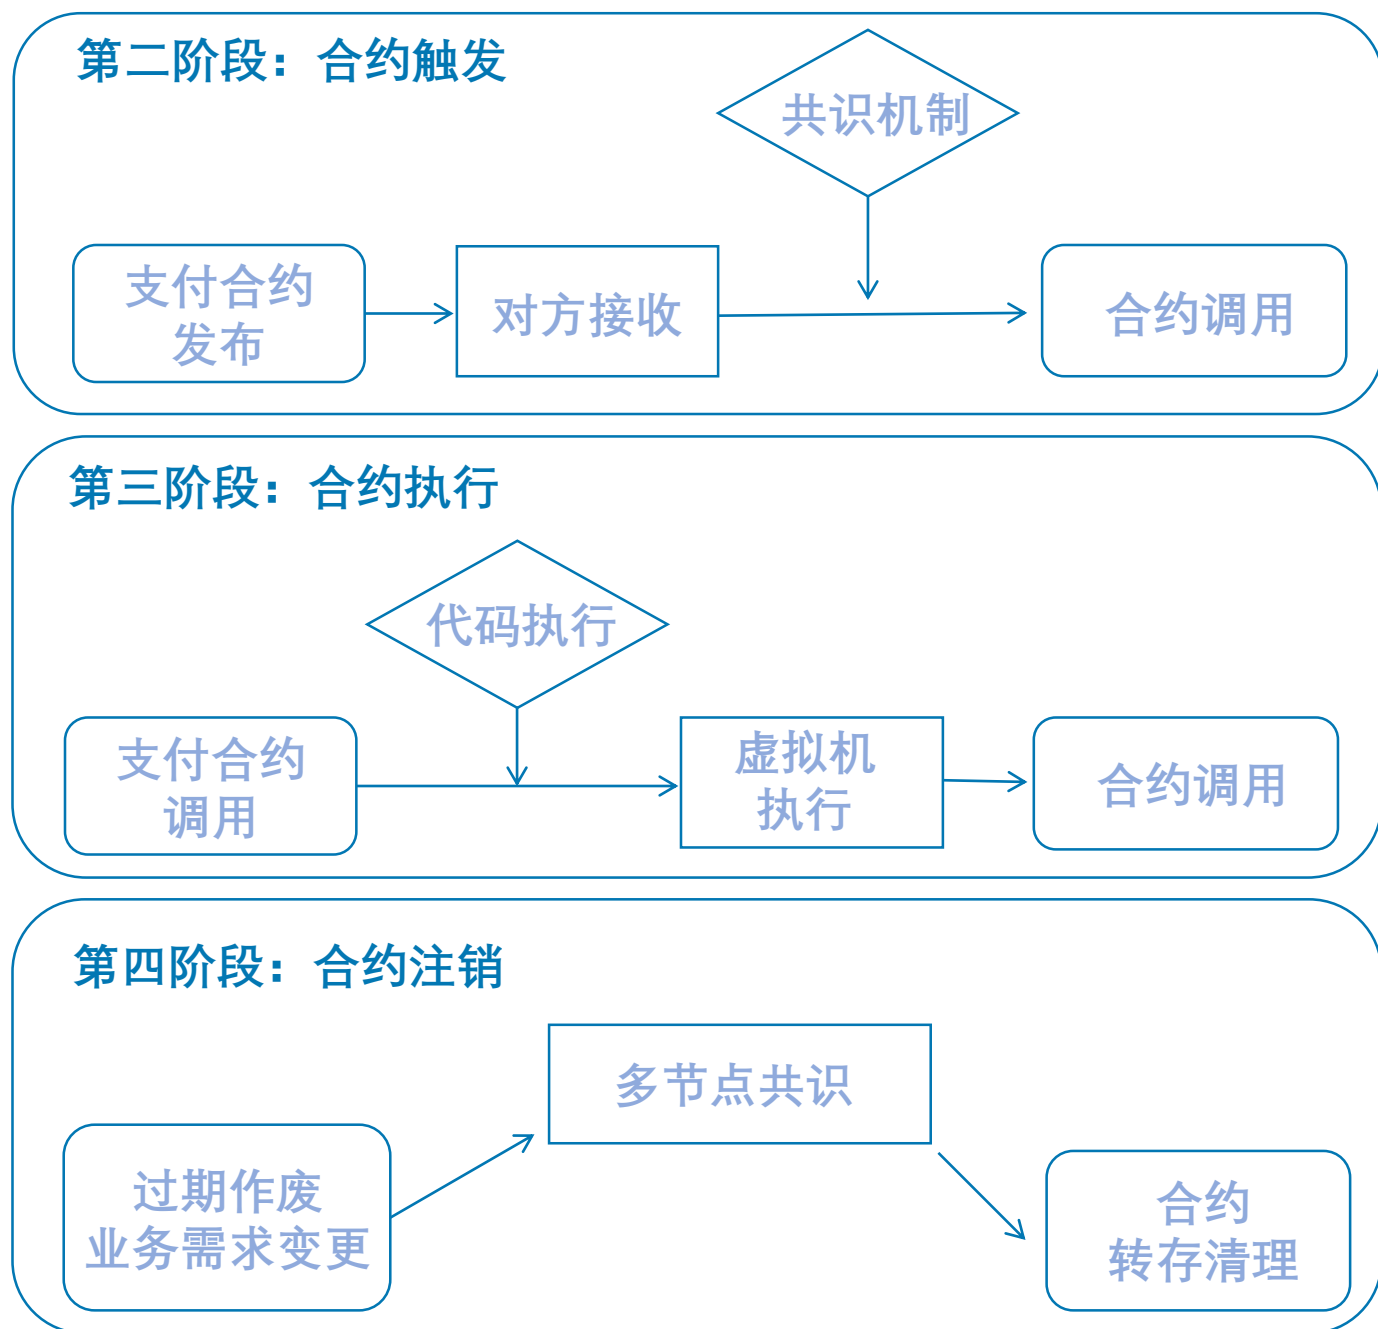 第二阶段：合约触发
共识机制
支付合约
发布
对方接收
合约调用
第三阶段：合约执行
代码执行
支付合约
调用
虚拟机
执行
合约调用
第四阶段：合约注销
多节点共识
过期作废
业务需求变更
合约
转存清理